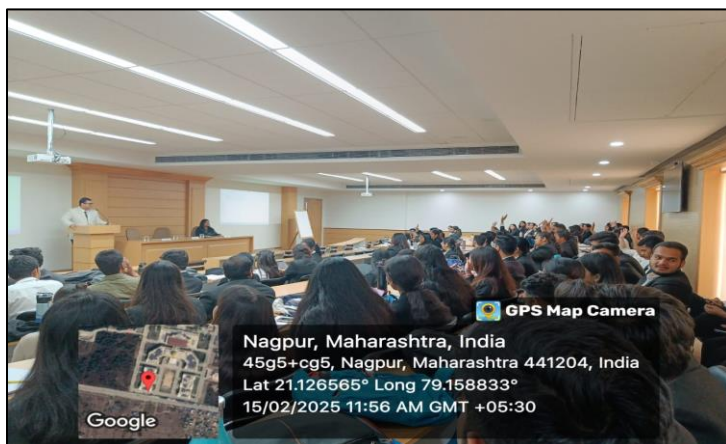 GPS Map Camera
Nagpur, Maharashtra, India
45g5+cg5, Nagpur, Maharashtra 441204, India
Lat 21.126565° Long 79.158833°
15/02/2025 11:56 AM GMT +05:30
Google